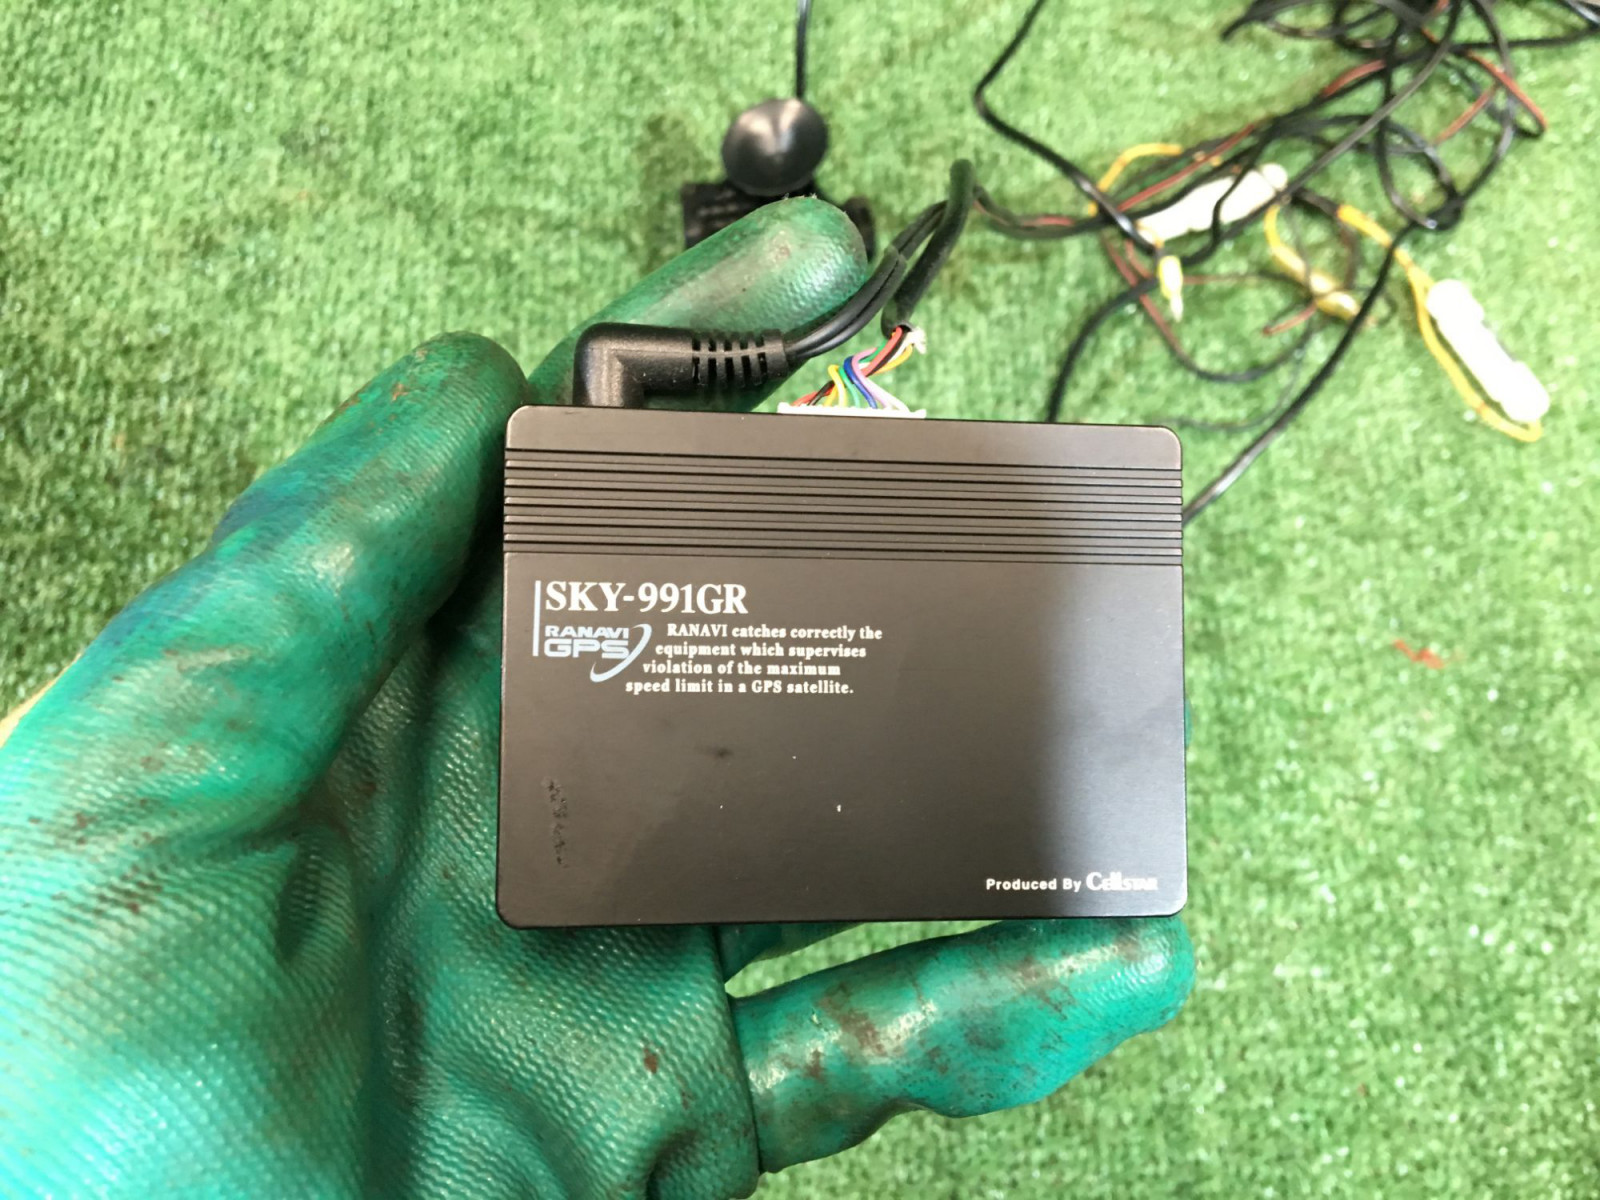 SKY-991GR
RANAVI
GPS
RANAVI catches correctly the
equipment which supervises
violation of the maximum
speed limit in a GPS satellite.
Produced By CELLSTAR